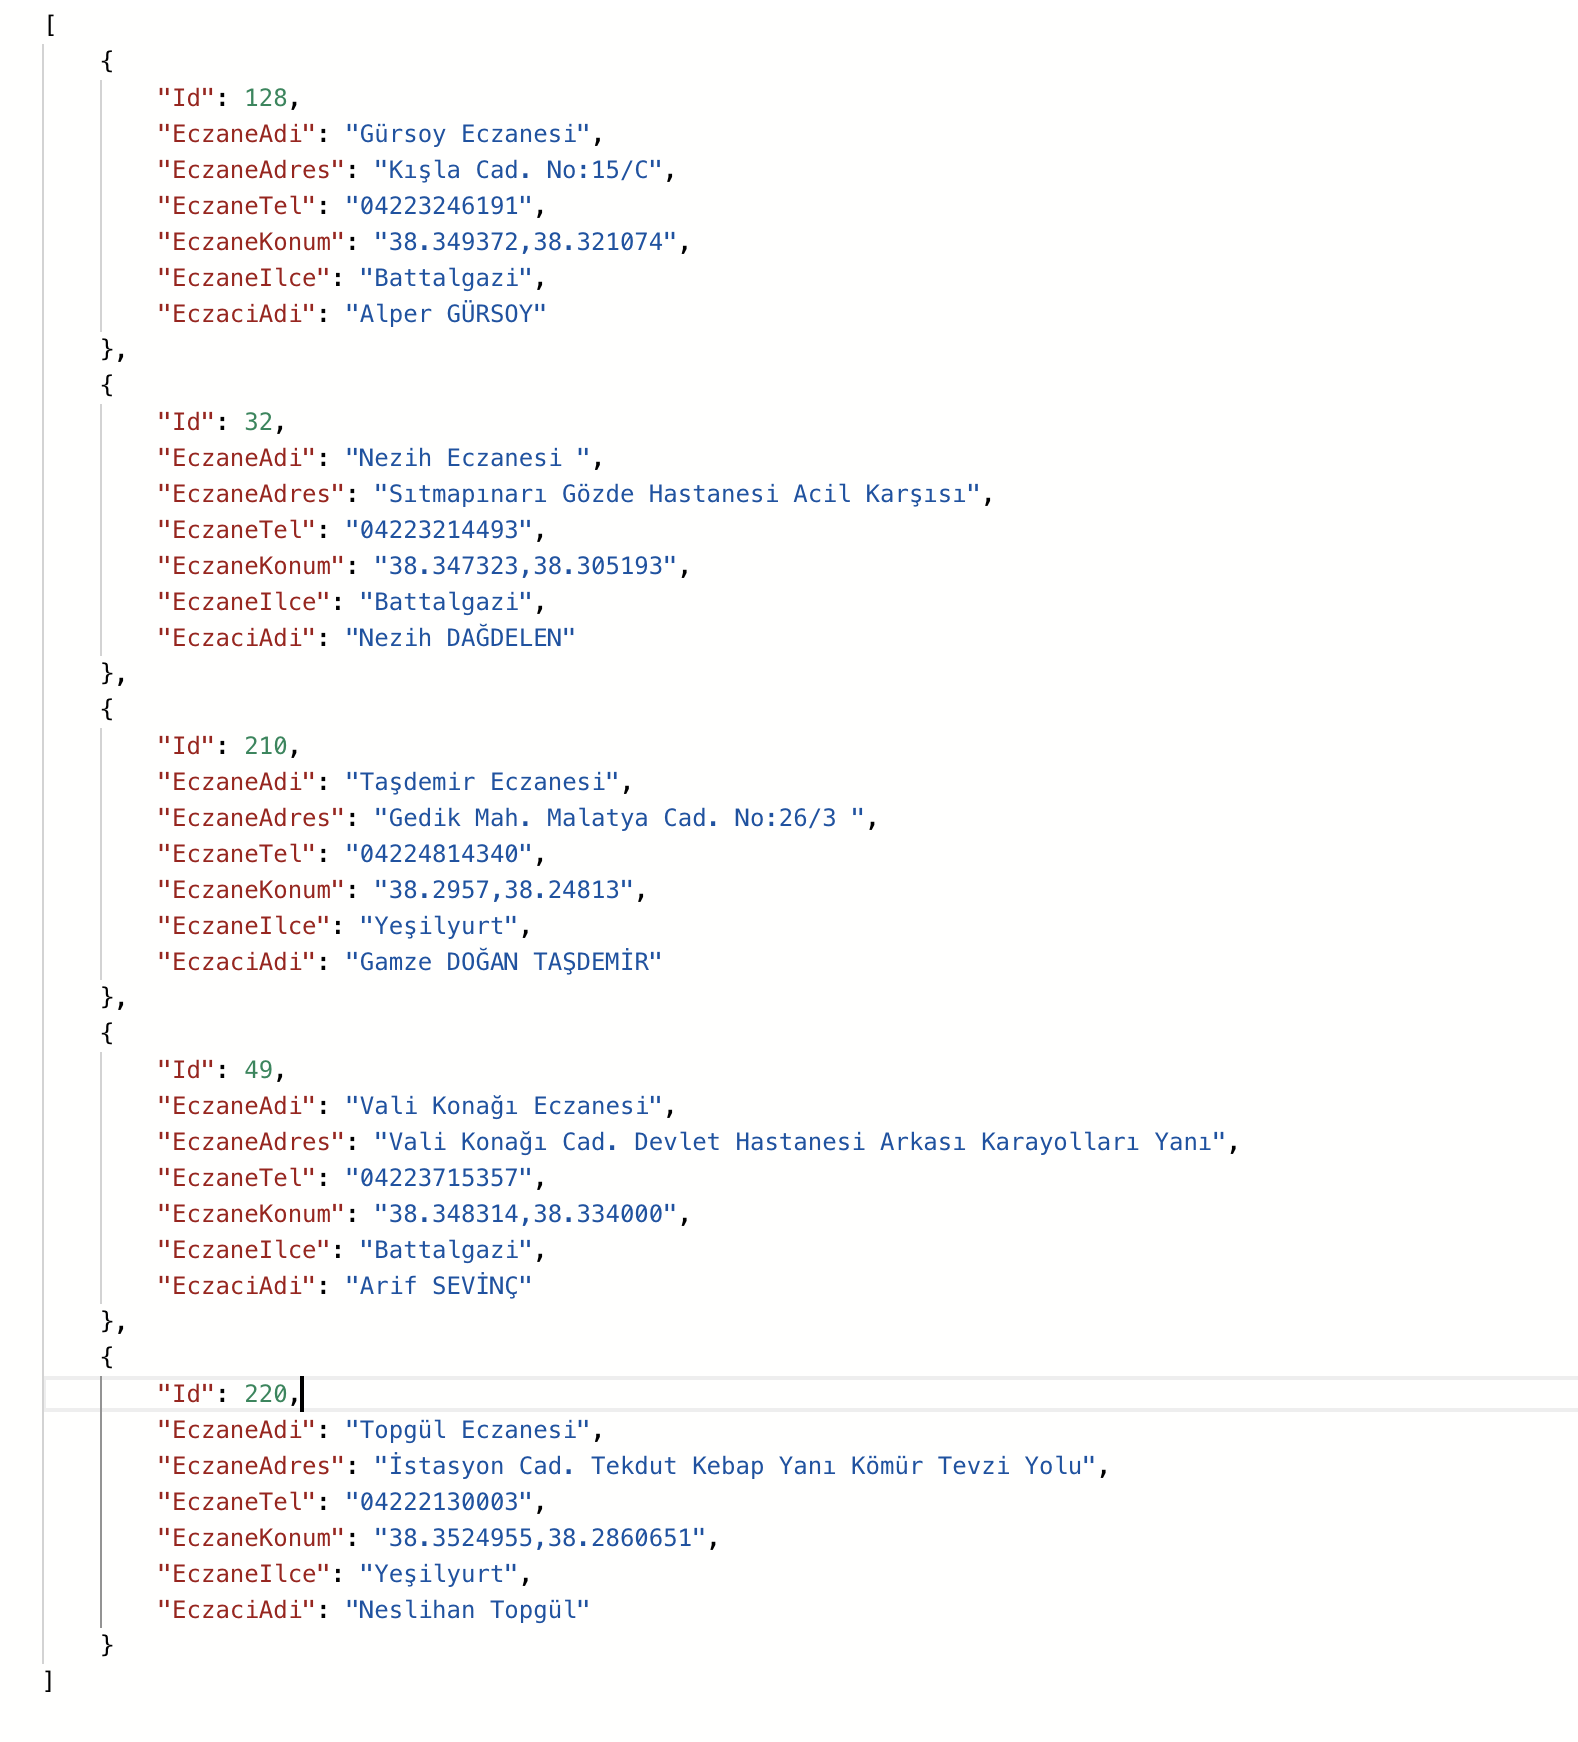 [
    {
        "Id": 128,
        "EczaneAdi": "Gürsoy Eczanesi",
        "EczaneAdres": "Kışla Cad. No:15/C",
        "EczaneTel": "04223246191",
        "EczaneKonum": "38.349372,38.321074",
        "EczaneIlce": "Battalgazi",
        "EczaciAdi": "Alper GÜRSOY"
    },
    {
        "Id": 32,
        "EczaneAdi": "Nezih Eczanesi ",
        "EczaneAdres": "Sıtmapınarı Gözde Hastanesi Acil Karşısı",
        "EczaneTel": "04223214493",
        "EczaneKonum": "38.347323,38.305193",
        "EczaneIlce": "Battalgazi",
        "EczaciAdi": "Nezih DAĞDELEN"
    },
    {
        "Id": 210,
        "EczaneAdi": "Taşdemir Eczanesi",
        "EczaneAdres": "Gedik Mah. Malatya Cad. No:26/3 ",
        "EczaneTel": "04224814340",
        "EczaneKonum": "38.2957,38.24813",
        "EczaneIlce": "Yeşilyurt",
        "EczaciAdi": "Gamze DOĞAN TAŞDEMİR"
    },
    {
        "Id": 49,
        "EczaneAdi": "Vali Konağı Eczanesi",
        "EczaneAdres": "Vali Konağı Cad. Devlet Hastanesi Arkası Karayolları Yanı",
        "EczaneTel": "04223715357",
        "EczaneKonum": "38.348314,38.334000",
        "EczaneIlce": "Battalgazi",
        "EczaciAdi": "Arif SEVİNÇ"
    },
    {
        "Id": 220,
        "EczaneAdi": "Topgül Eczanesi",
        "EczaneAdres": "İstasyon Cad. Tekdut Kebap Yanı Kömür Tevzi Yolu",
        "EczaneTel": "04222130003",
        "EczaneKonum": "38.3524955,38.2860651",
        "EczaneIlce": "Yeşilyurt",
        "EczaciAdi": "Neslihan Topgül"
    }
]